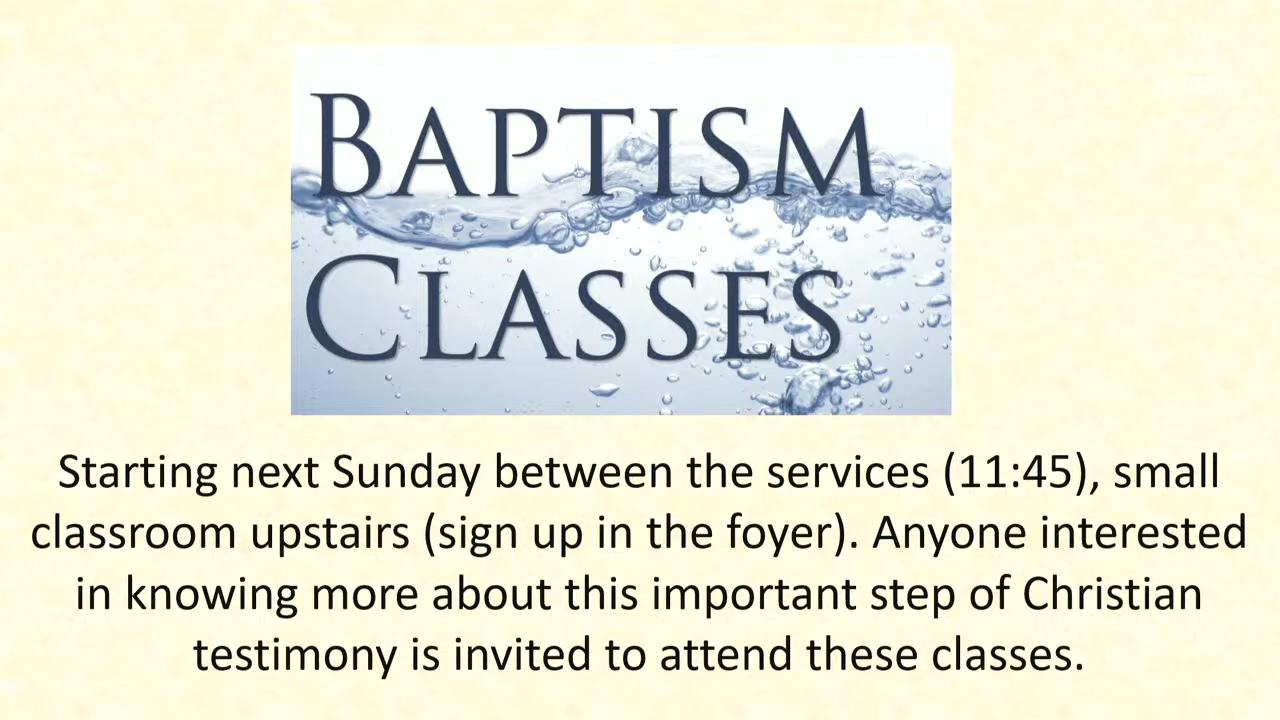 BAPTISM
CLASSES
Starting next Sunday between the services (11:45), small
classroom upstairs (sign up in the foyer). Anyone interested
in knowing more about this important step of Christian
testimony is invited to attend these classes.